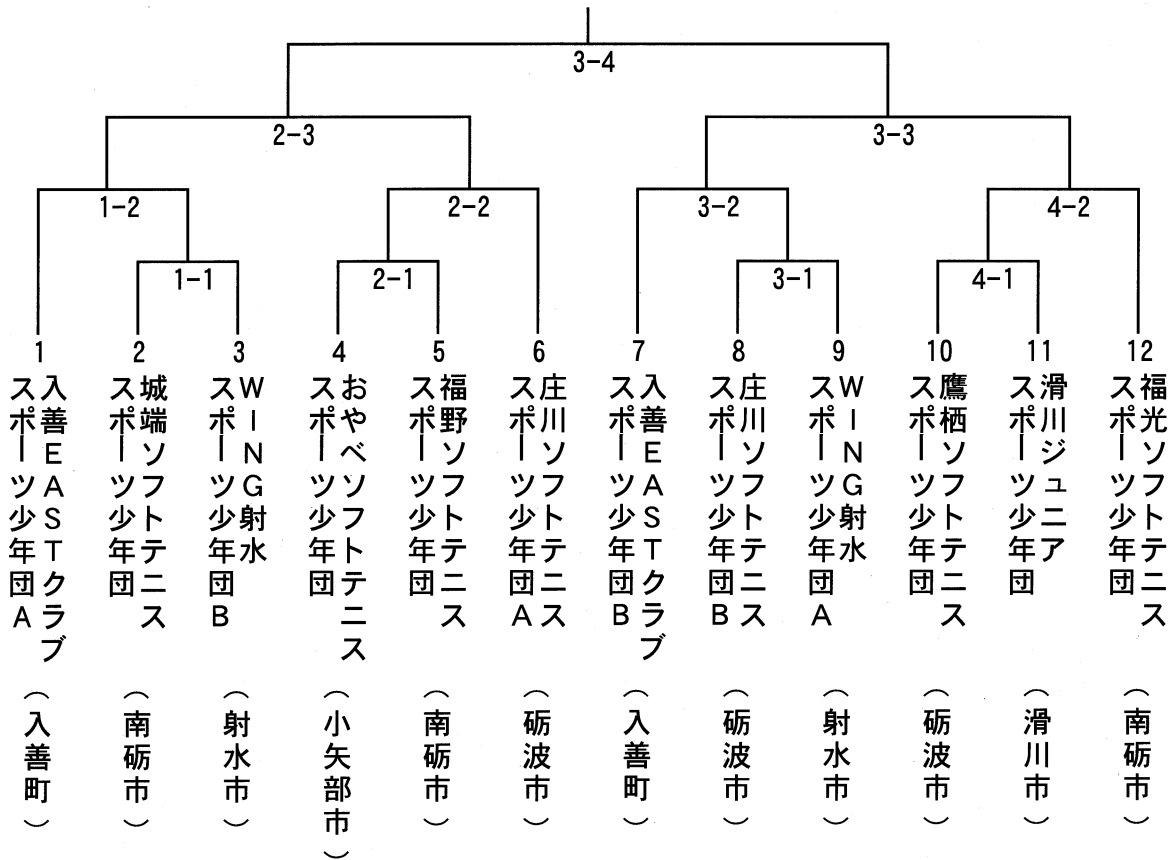 3-4
2-3
3-3
1-2
2-2
3-2
4-2
1-1
2-1
3-1
4-1
1
入善EASTクラブ
スポーツ少年団A
（入善町）
2
城端ソフトテニス
スポーツ少年団
（南砺市）
3
WING射水
スポーツ少年団B
（射水市）
4
おやべソフトテニス
スポーツ少年団
（小矢部市）
5
福野ソフトテニス
スポーツ少年団
（南砺市）
6
庄川ソフトテニス
スポーツ少年団A
（砺波市）
7
入善EASTクラブ
スポーツ少年団B
（入善町）
8
庄川ソフトテニス
スポーツ少年団B
（砺波市）
9
WING射水
スポーツ少年団A
（射水市）
10
鷹栖ソフトテニス
スポーツ少年団
（砺波市）
11
滑川ジュニア
スポーツ少年団
（滑川市）
12
福光ソフトテニス
スポーツ少年団
（南砺市）